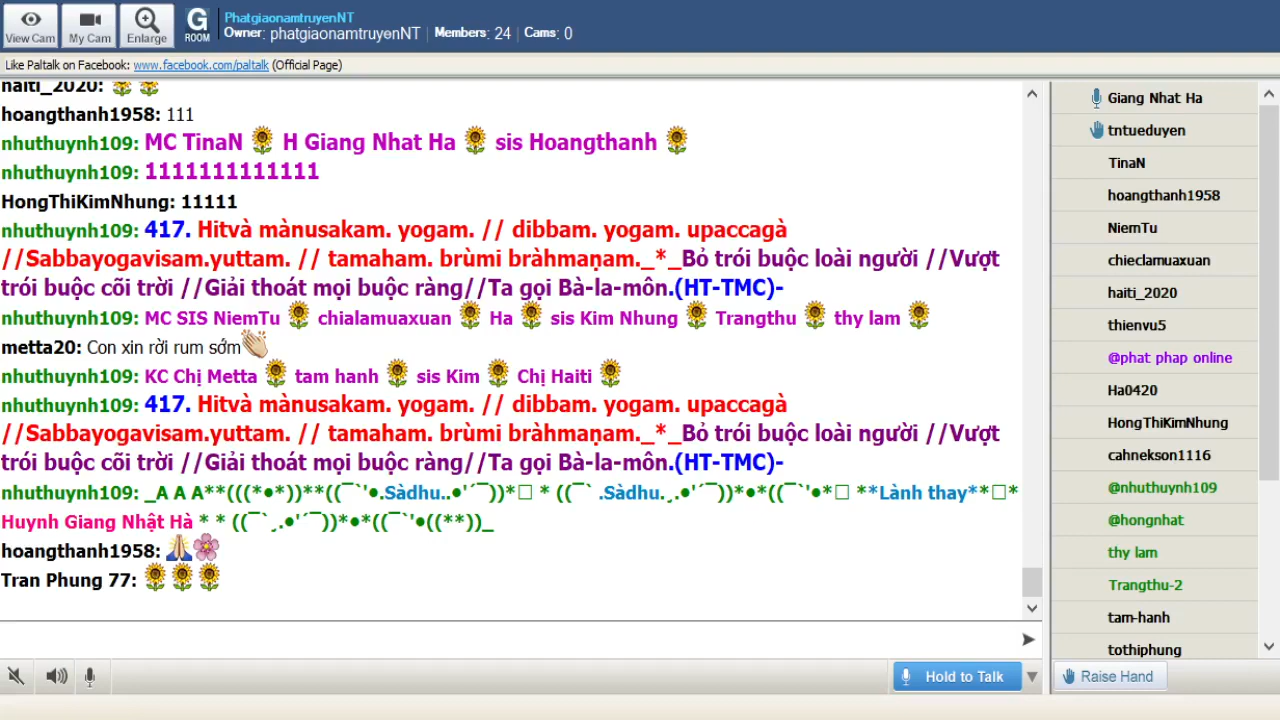 View Cam
My Cam
Enlarge
G
ROOM
PhatgiaonamtruyenNT
Owner: phatgiaonamtruyenNT | Members: 24 | Cams: 0
Like Paltalk on Facebook: www.facebook.com/paltalk (Official Page)
haiti_2020: 🌻 🌻
hoangthanh1958: 111
nhuthuynh109: MC TinaN 🌻 H Giang Nhat Ha 🌻 sis Hoangthanh 🌻
nhuthuynh109: 1111111111111
HongThiKimNhung: 11111
nhuthuynh109: 417. Hitvà mànusakam. yogam. // dibbam. yogam. upaccagà
//Sabbayogavisam.yuttam. // tamaham. brùmi bràhmaṇam._*_Bỏ trói buộc loài người //Vượt
trói buộc cõi trời //Giải thoát mọi buộc ràng//Ta gọi Bà-la-môn.(HT-TMC)-
nhuthuynh109: MC SIS NiemTu 🌻 chialamuaxuan 🌻 Ha 🌻 sis Kim Nhung 🌻 Trangthu 🌻 thy lam 🌻
metta20: Con xin rời rum sớm👏
nhuthuynh109: KC Chị Metta 🌻 tam hanh 🌻 sis Kim 🌻 Chị Haiti 🌻
nhuthuynh109: 417. Hitvà mànusakam. yogam. // dibbam. yogam. upaccagà
//Sabbayogavisam.yuttam. // tamaham. brùmi bràhmaṇam._*_Bỏ trói buộc loài người //Vượt
trói buộc cõi trời //Giải thoát mọi buộc ràng//Ta gọi Bà-la-môn.(HT-TMC)-
nhuthuynh109: _A A A**(((*•*))**((¯`'•.Sàdhu..•'´¯))*□ * ((¯` .Sàdhu.¸.•'´¯))*•*((¯`'•*□ **Lành thay**□*
Huynh Giang Nhật Hà * * ((¯`¸.•'´¯))*•*((¯`'•((**))_
hoangthanh1958: 🙏🌸
Tran Phung 77: 🌻🌻🌻
Hold to Talk
Giang Nhat Ha
tntueduyen
TinaN
hoangthanh1958
NiemTu
chieclamuaxuan
haiti_2020
thienvu5
@phat phap online
Ha0420
HongThiKimNhung
cahnekson1116
@nhuthuynh109
@hongnhat
thy lam
Trangthu-2
tam-hanh
tothiphung
Raise Hand